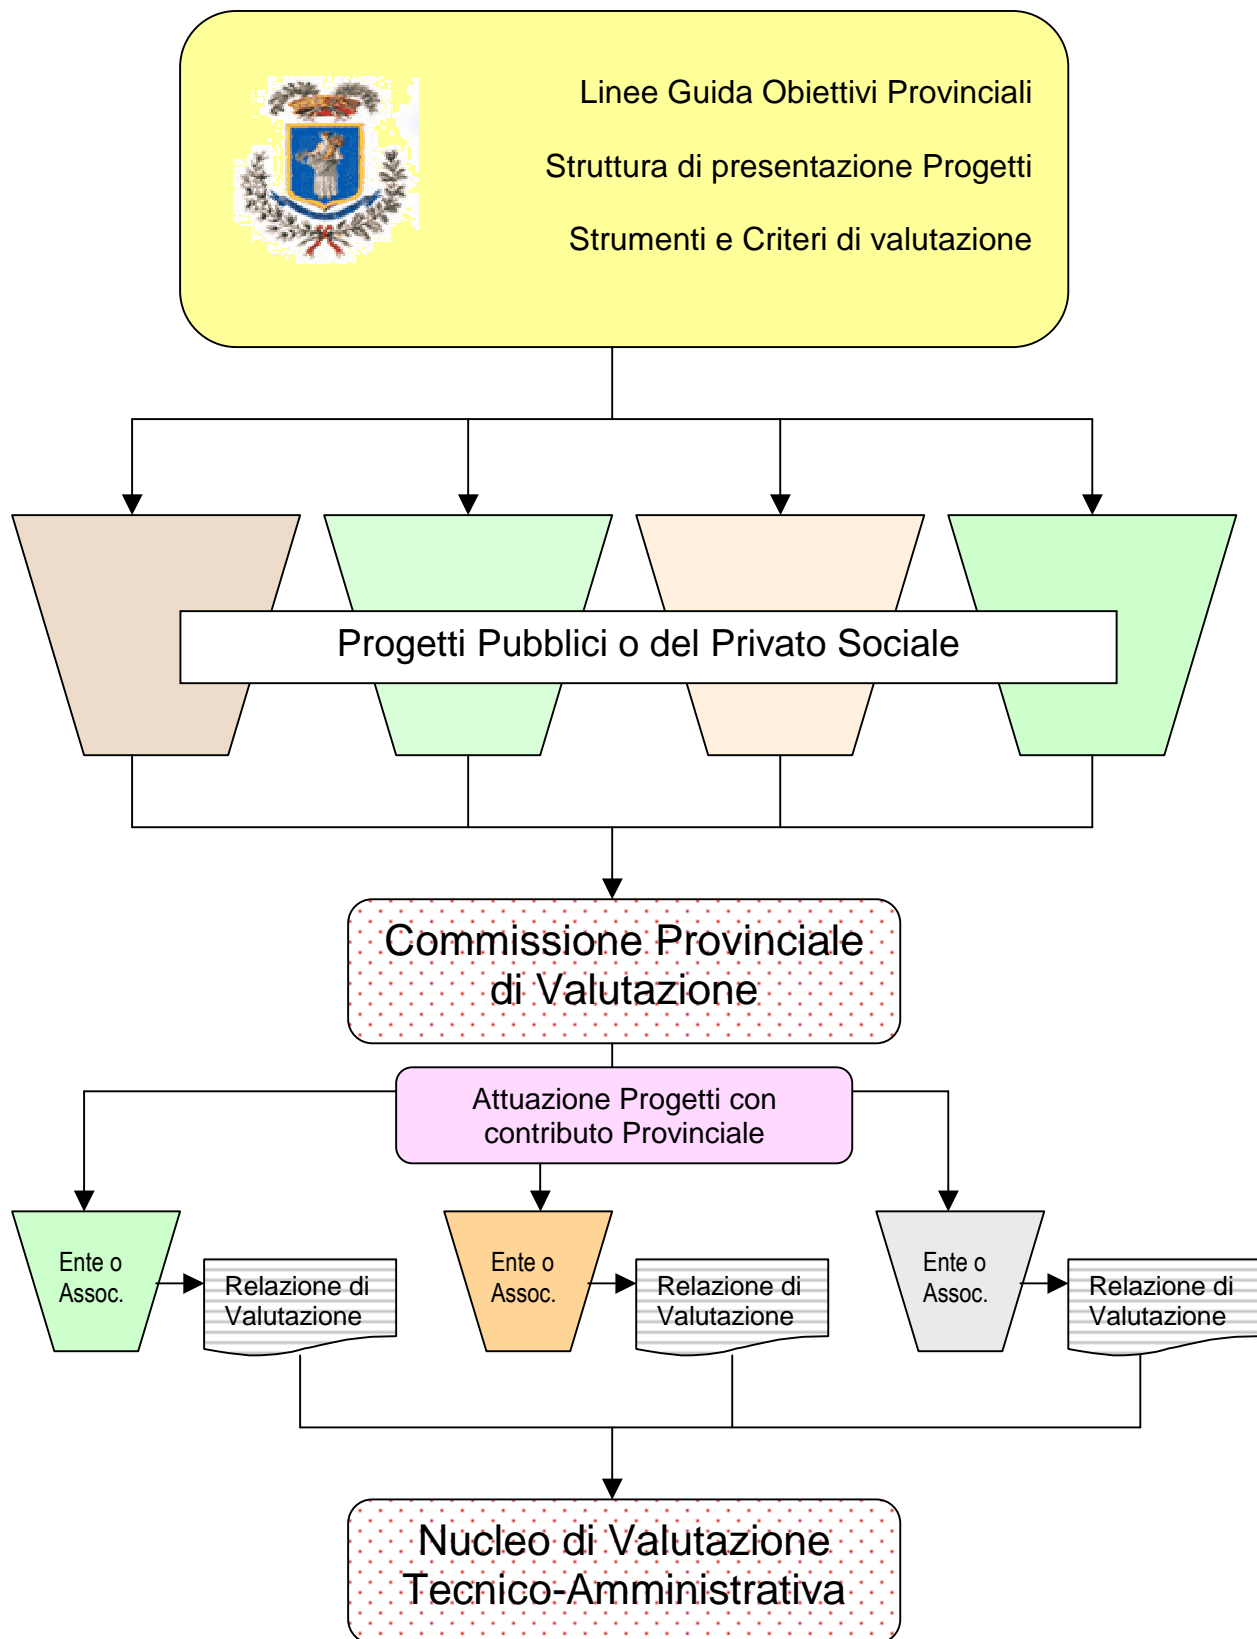 Linee Guida Obiettivi Provinciali
Struttura di presentazione Progetti
Strumenti e Criteri di valutazione
Progetti Pubblici o del Privato Sociale
Commissione Provinciale
di Valutazione
Attuazione Progetti con
contributo Provinciale
Ente o
Assoc.
Relazione di
Valutazione
Ente o
Assoc.
Relazione di
Valutazione
Ente o
Assoc.
Relazione di
Valutazione
Nucleo di Valutazione
Tecnico-Amministrativa